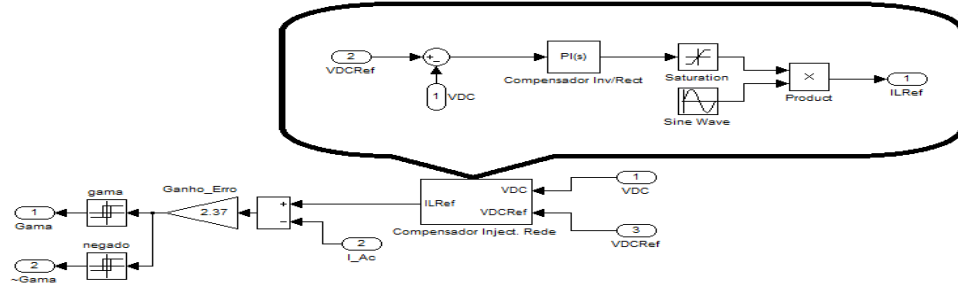 2
VDCRef
+
−
1
VDC
PI(s)
Compensador Inv/Rect
Saturation
Sine Wave
×
Product
1
ILRef
gama
1
Gama
negado
2
~Gama
Ganho_Erro
2.37
+
−
2
I_Ac
ILRef
VDC
VDCRef
Compensador Inject. Rede
1
VDC
3
VDCRef